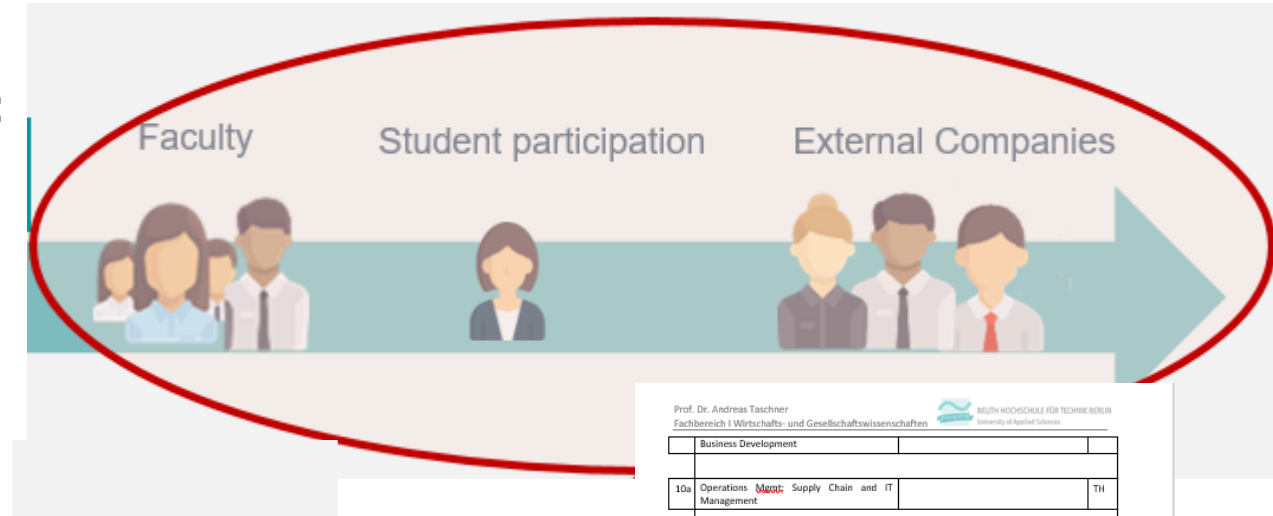 Faculty
Student participation
External Companies
Prof. Dr. Andreas Taschner
Fachbereich I Wirtschafts- und Gesellschaftswissenschaften
BEUTH HOCHSCHULE FÜR TECHNIK BERLIN
University of Applied Sciences
Business Development
10a Operations Mgmt: Supply Chain and IT TH
Management